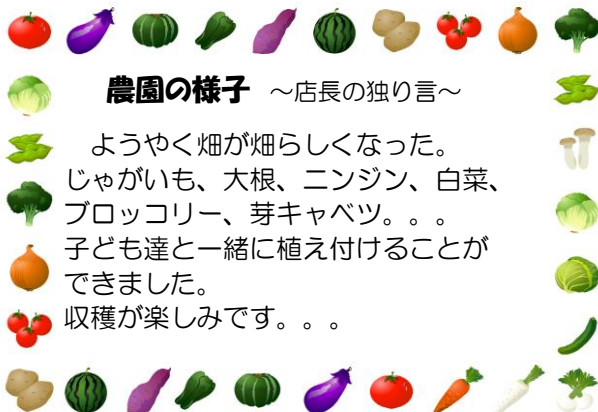 農園の様子 ～店長の独り言～
ようやく畑が畑らしくなった。
じゃがいも、大根、ニンジン、白菜、
ブロッコリー、芽キャベツ。。。
子ども達と一緒に植え付けることが
できました。
収穫が楽しみです。。。